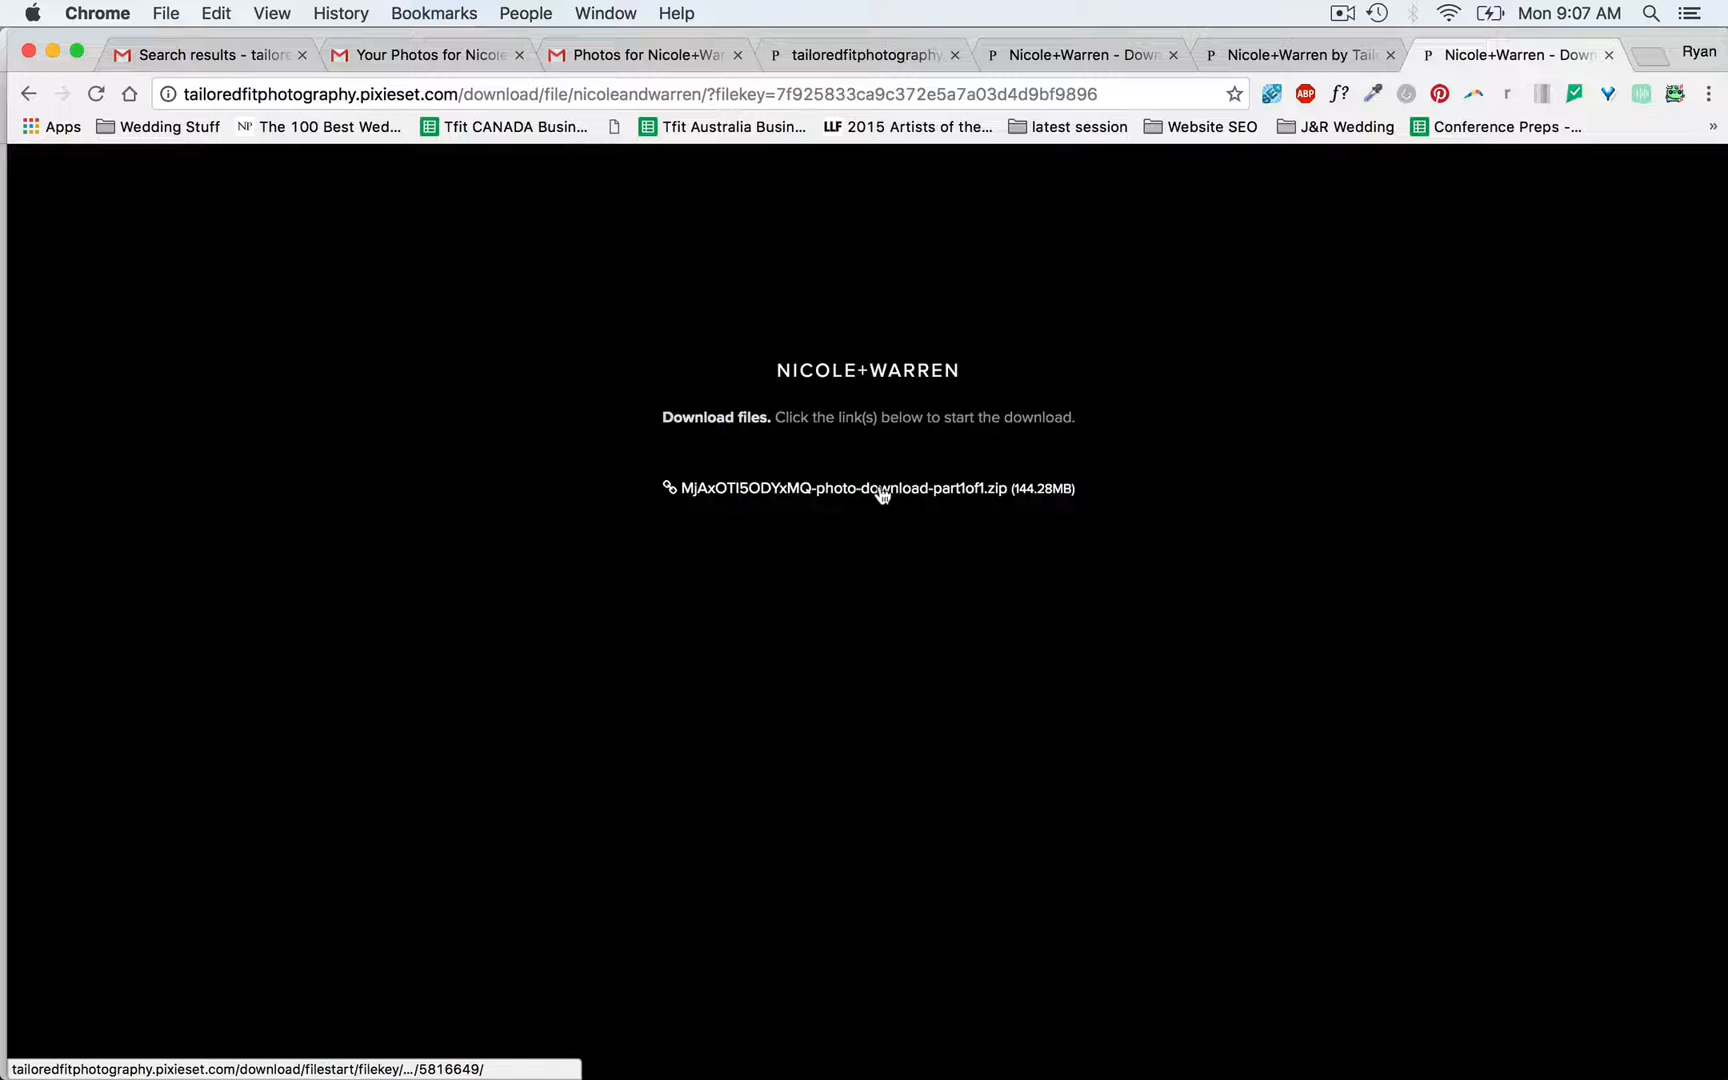 Chrome File Edit View History Bookmarks People Window Help Mon 9:07 AM
Search results - tailore Your Photos for Nicole Photos for Nicole+War tailoredfitphotography. Nicole+Warren - Down Nicole+Warren by Tail Nicole+Warren - Down Ryan
tailoredfitphotography.pixieset.com/download/file/nicoleandwarren/?filekey=7f925833ca9c372e5a7a03d4d9bf9896
Apps Wedding Stuff NP The 100 Best Wed... Tfit CANADA Busin... Tfit Australia Busin... LLF 2015 Artists of the... latest session Website SEO J&R Wedding Conference Preps -... »
NICOLE+WARREN
Download files. Click the link(s) below to start the download.
MjAxOTI5ODYxMQ-photo-download-part1of1.zip (144.28MB)
tailoredfitphotography.pixieset.com/download/filestart/filekey/.../5816649/